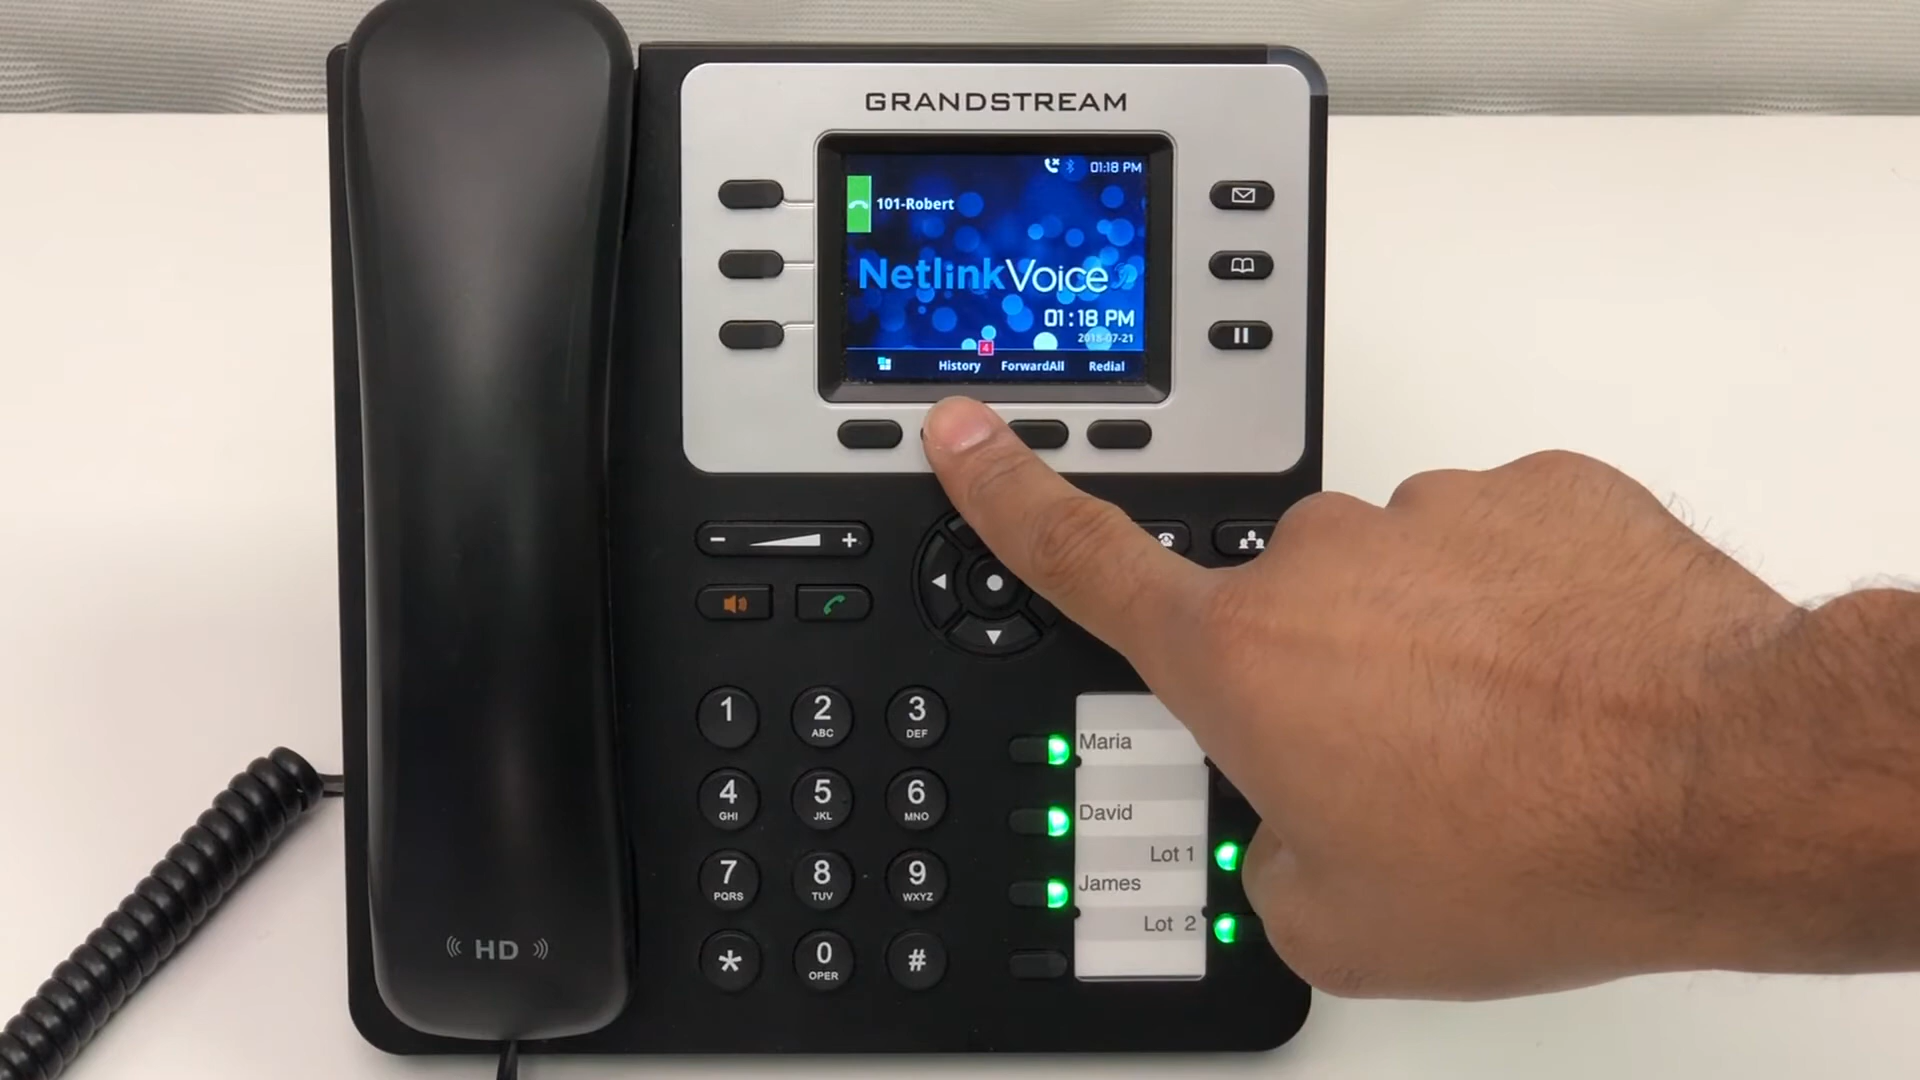 GRANDSTREAM
01:18 PM
101-Robert
NetlinkVoice
01:18 PM
2018-07-21
4
History ForwardAll Redial
- +
1 2 ABC 3 DEF
4 GHI 5 JKL 6 MNO
7 PQRS 8 TUV 9 WXYZ
* 0 OPER #
Maria
David
Lot 1
James
Lot 2
HD